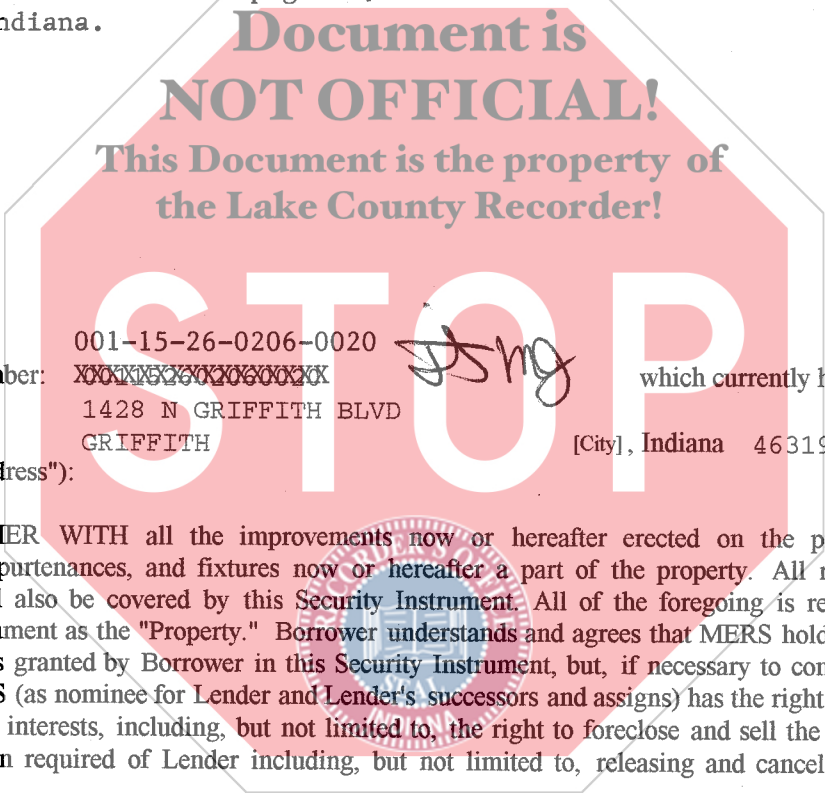 ndiana.
Document is
NOT OFFICIAL!
This Document is the property of
the Lake County Recorder!
STOP
001-15-26-0206-0020
ber: which currently h
1428 N GRIFFITH BLVD
GRIFFITH [City], Indiana 46319
dress"):
ER WITH all the improvements now or hereafter erected on the p
purtenances, and fixtures now or hereafter a part of the property. All r
also be covered by this Security Instrument. All of the foregoing is re
ment as the "Property." Borrower understands and agrees that MERS hold
s granted by Borrower in this Security Instrument, but, if necessary to con
S (as nominee for Lender and Lender's successors and assigns) has the right
interests, including, but not limited to, the right to foreclose and sell the
n required of Lender including, but not limited to, releasing and cancel
RECORDER'S OFFICE
SEAL
INDIANA